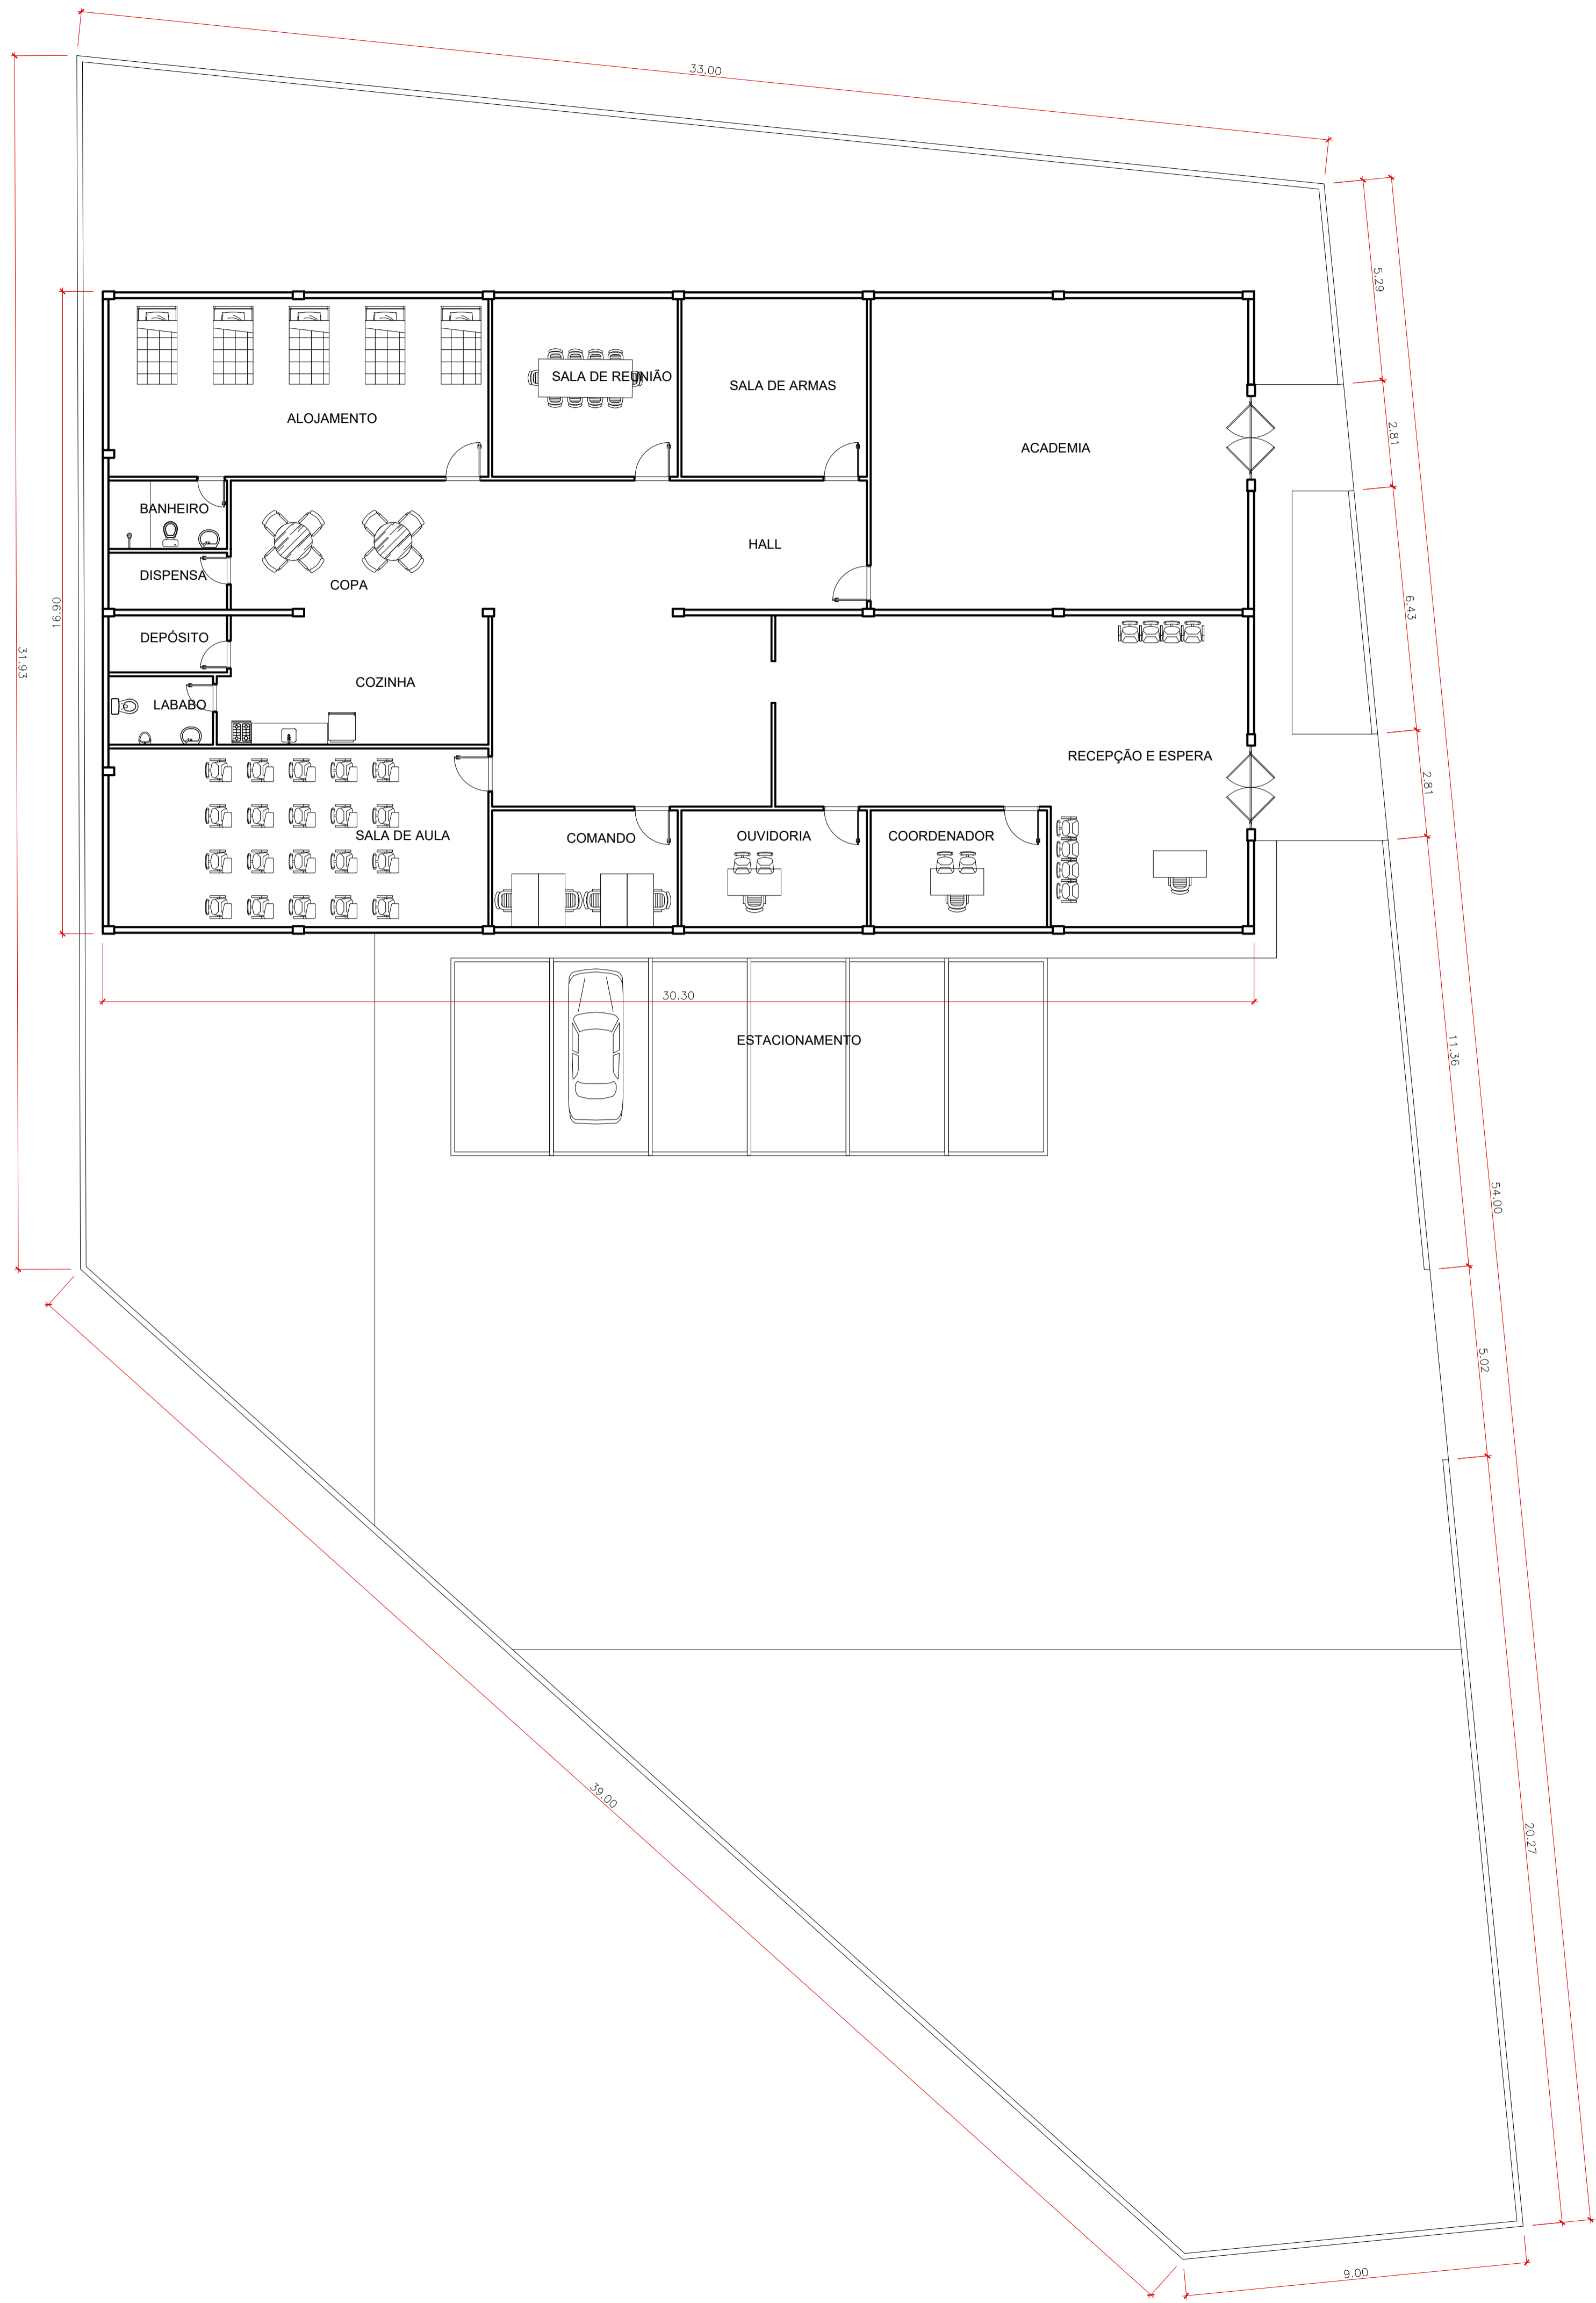 33.00
5.29
SALA DE REUNIÃO
SALA DE ARMAS
ALOJAMENTO
2.81
ACADEMIA
BANHEIRO
HALL
DISPENSA
COPA
6.43
16.90
DEPÓSITO
31.93
COZINHA
LABABO
RECEPÇÃO E ESPERA
2.81
SALA DE AULA
COMANDO
OUVIDORIA
COORDENADOR
30.30
ESTACIONAMENTO
11.36
54.00
5.02
39.00
20.27
9.00